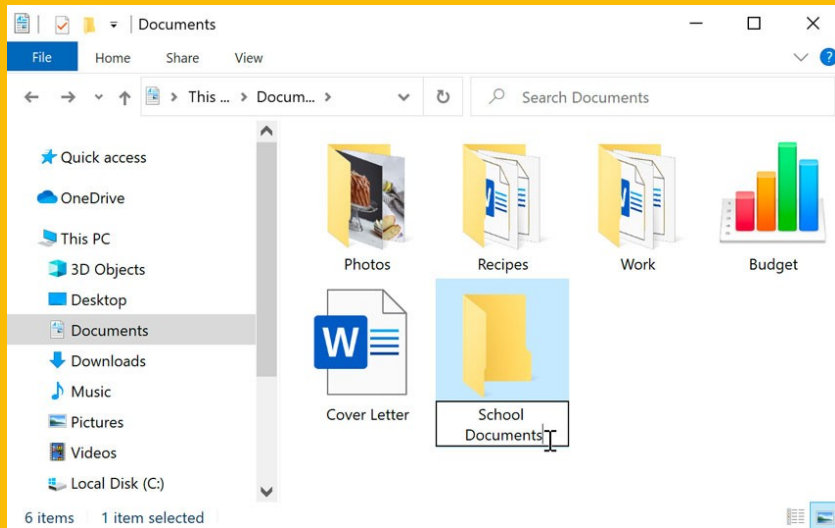 Documents
File Home Share View
This ... Docum...
Search Documents
Quick access
OneDrive
This PC
3D Objects
Desktop
Documents
Downloads
Music
Pictures
Videos
Local Disk (C:)
Photos Recipes Work Budget
W
Cover Letter
School
Documents
6 items 1 item selected